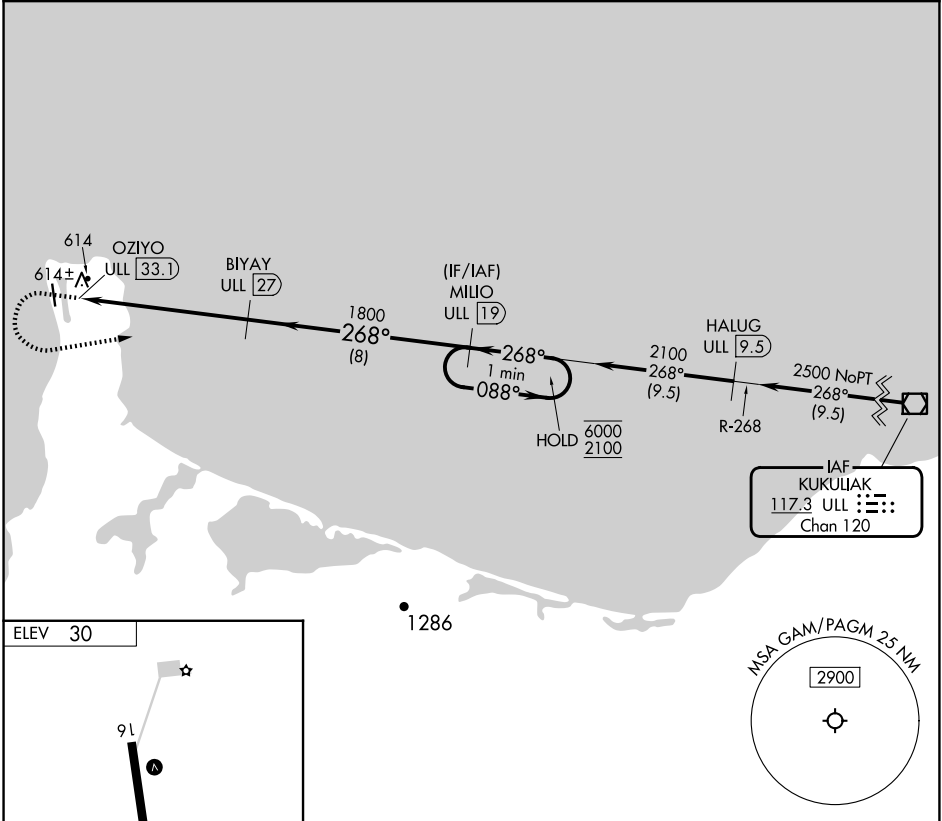 614
OZIYO
ULL 33.1
614±
BIYAY
ULL 27
(IF/IAF)
MILIO
ULL 19
1800
268°
(8)
HALUG
ULL 9.5
268°
1 min
088°
2100
268°
(9.5)
2500 NoPT
268°
(9.5)
R-268
HOLD 6000
2100
IAF
KUKULIAK
117.3 ULL
Chan 120
1286
ELEV 30
16
V
MSA GAM/PAGM 25 NM
2900